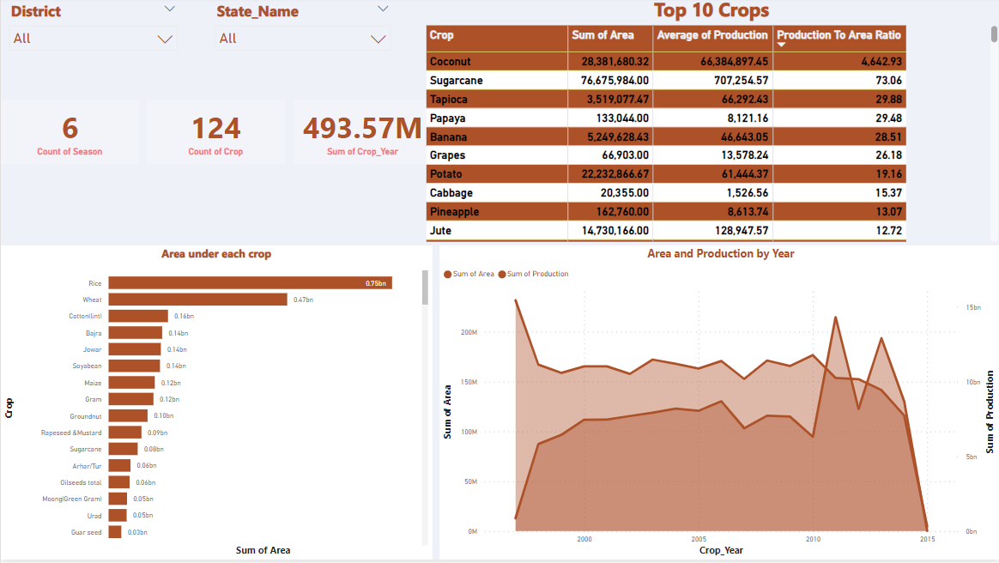 District
All
State_Name
All
6
Count of Season
124
Count of Crop
493.57M
Sum of Crop_Year
Top 10 Crops
Crop Sum of Area Average of Production Production To Area Ratio
Coconut 28,381,680.32 66,384,897.45 4,642.93
Sugarcane 76,675,984.00 707,254.57 73.06
Tapioca 3,519,077.47 66,292.43 29.88
Papaya 133,044.00 8,121.16 29.48
Banana 5,249,628.43 46,643.05 28.51
Grapes 66,903.00 13,578.24 26.18
Potato 22,232,866.67 61,444.37 19.16
Cabbage 20,355.00 1,526.56 15.37
Pineapple 162,760.00 8,613.74 13.07
Jute 14,730,166.00 128,947.57 12.72
Area under each crop
Crop
Rice 0.75bn
Wheat 0.47bn
Cotton(lint) 0.16bn
Bajra 0.14bn
Jowar 0.14bn
Soyabean 0.14bn
Maize 0.12bn
Gram 0.12bn
Groundnut 0.10bn
Rapeseed &Mustard 0.09bn
Sugarcane 0.08bn
Arhar/Tur 0.06bn
Oilseeds total 0.06bn
Moong(Green Gram) 0.05bn
Urad 0.05bn
Guar seed 0.03bn
Sum of Area
Area and Production by Year
Sum of Area Sum of Production
Sum of Area
200M
150M
100M
50M
0M
15bn
10bn
5bn
0bn
Sum of Production
2000 2005 2010 2015
Crop_Year